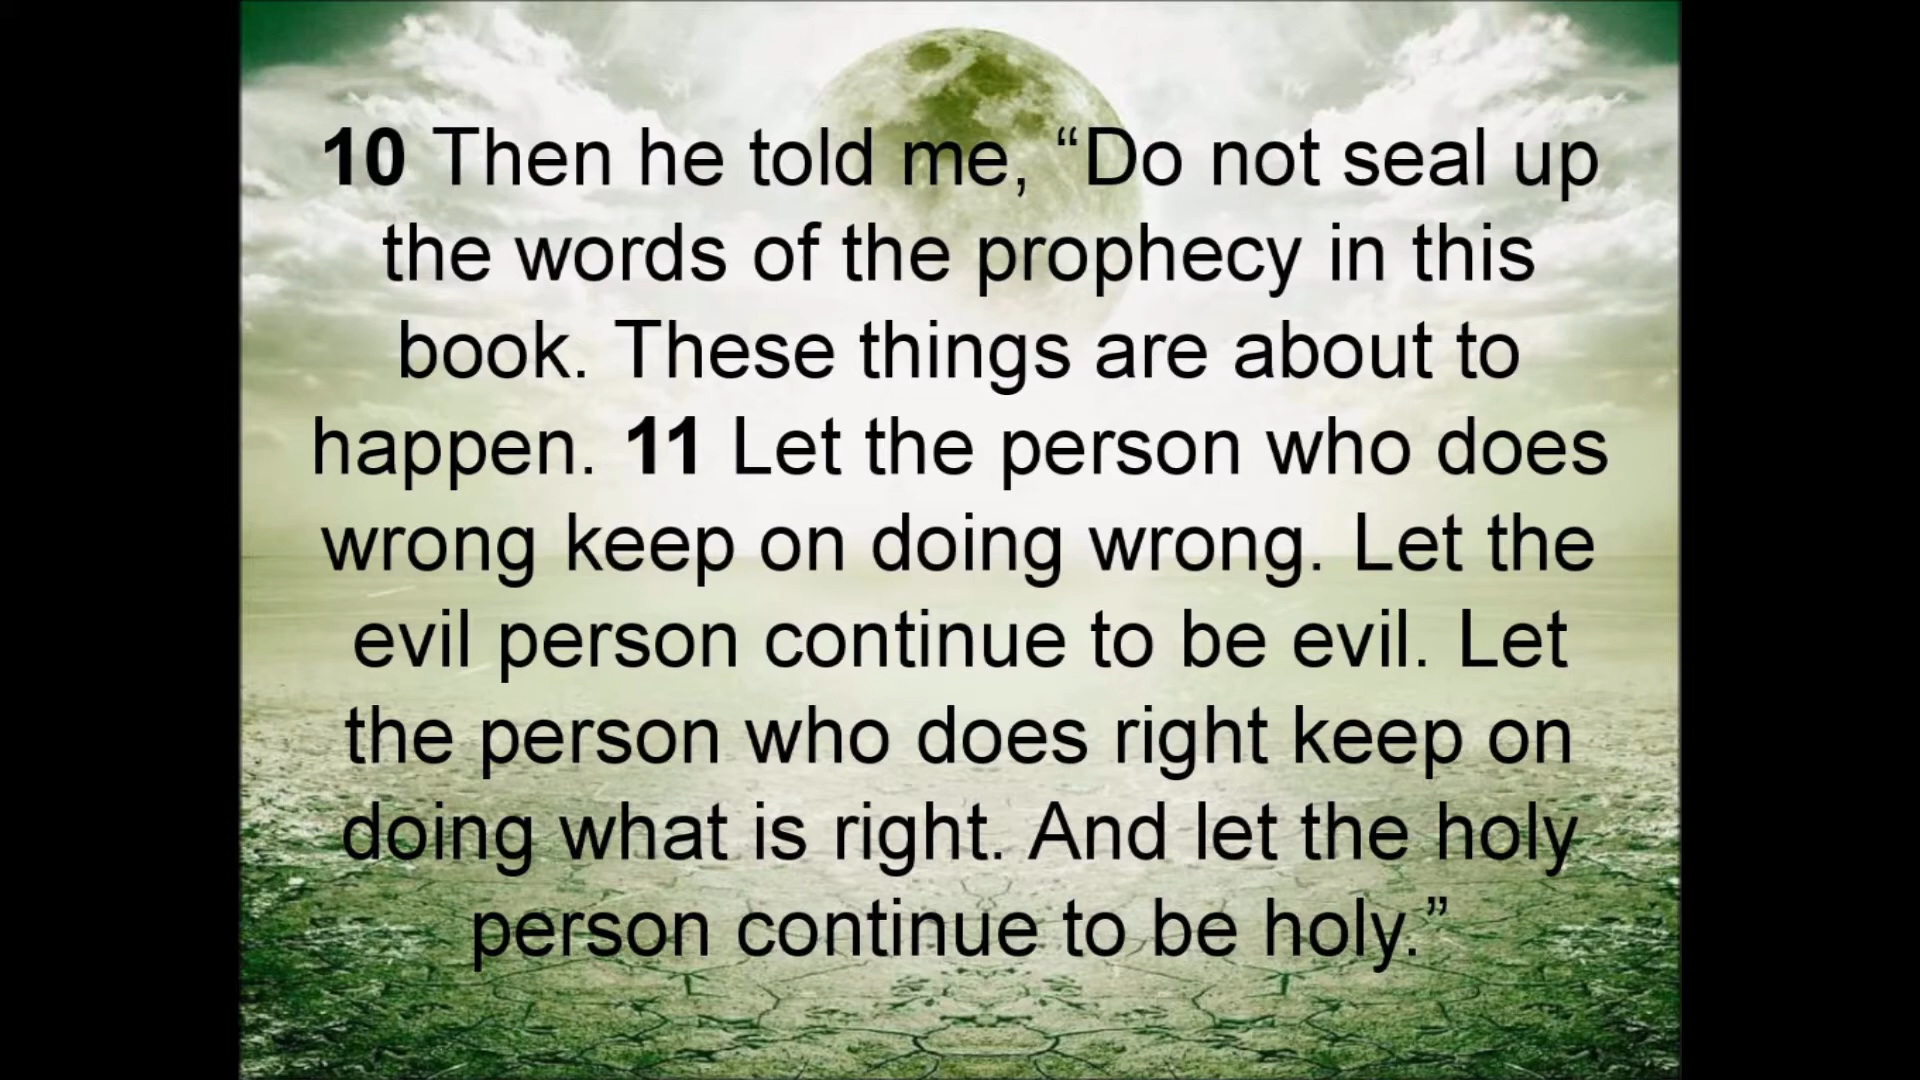 10 Then he told me, “Do not seal up
the words of the prophecy in this
book. These things are about to
happen. 11 Let the person who does
wrong keep on doing wrong. Let the
evil person continue to be evil. Let
the person who does right keep on
doing what is right. And let the holy
person continue to be holy.”